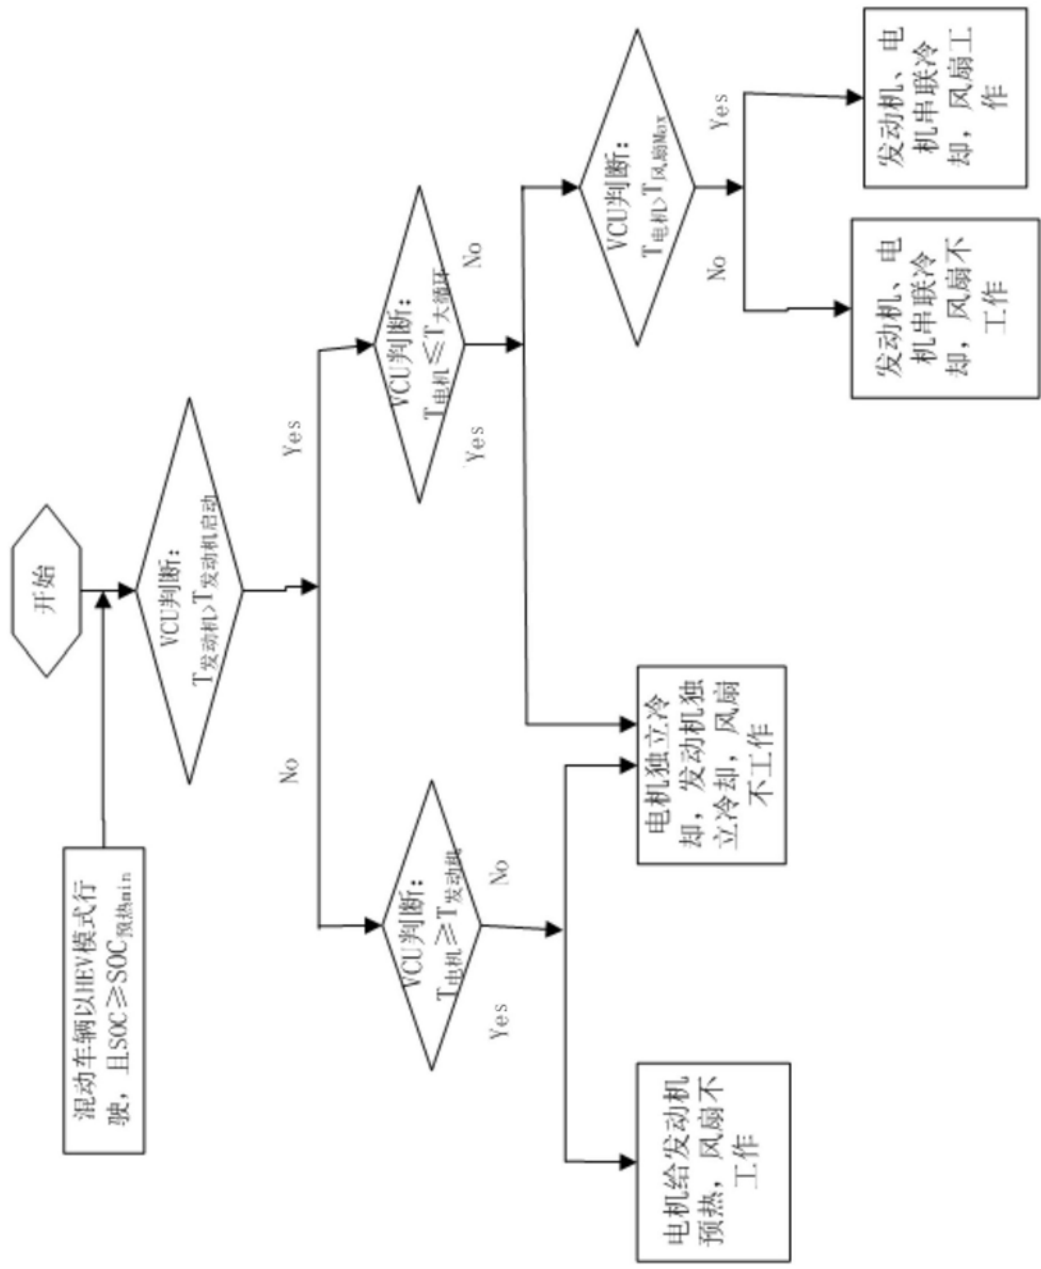 开始
混动车辆以HEV模式行
驶，且SOC≥SOC预热min
VCU判断：
T发动机>T发动机启动
No
Yes
VCU判断：
T电机≥T发动机
VCU判断：
T电机≤T大循环
Yes
No
Yes
No
VCU判断：
T电机>T风扇Max
No
Yes
电机给发动机
预热，风扇不
工作
电机独立冷
却，发动机独
立冷却，风扇
不工作
发动机、电
机串联冷
却，风扇不
工作
发动机、电
机串联冷
却，风扇工
作